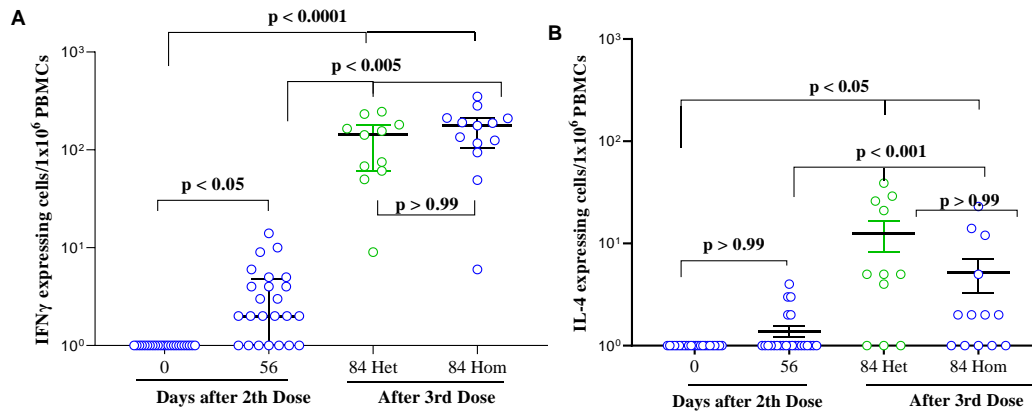 A
p < 0.0001
p < 0.005
p < 0.05
p > 0.99
IFNγ expressing cells/1x10⁶ PBMCs
10³
10²
10¹
10⁰
0
56
84 Het
84 Hom
Days after 2th Dose
After 3rd Dose
B
p < 0.05
p < 0.001
p > 0.99
p > 0.99
IL-4 expressing cells/1x10⁶ PBMCs
10³
10²
10¹
10⁰
0
56
84 Het
84 Hom
Days after 2th Dose
After 3rd Dose